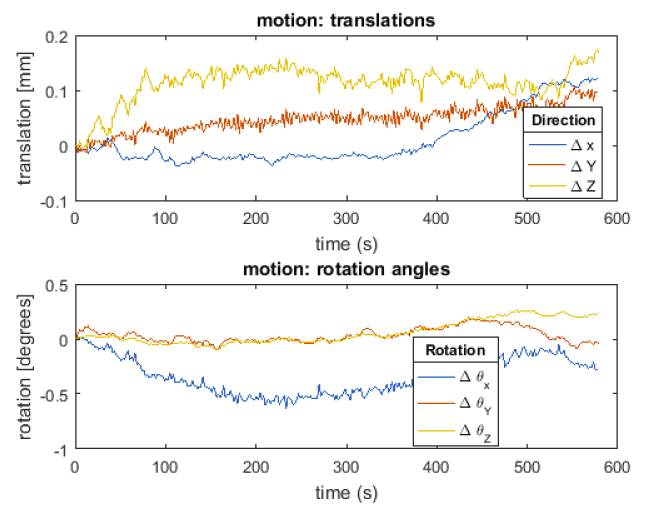 motion: translations
translation [mm]
0.2
0.1
0
-0.1
0
100
200
300
400
500
600
time (s)
Direction
Δ x
Δ Y
Δ Z
motion: rotation angles
rotation [degrees]
0.5
0
-0.5
-1
0
100
200
300
400
500
600
time (s)
Rotation
Δ θx
Δ θY
Δ θZ